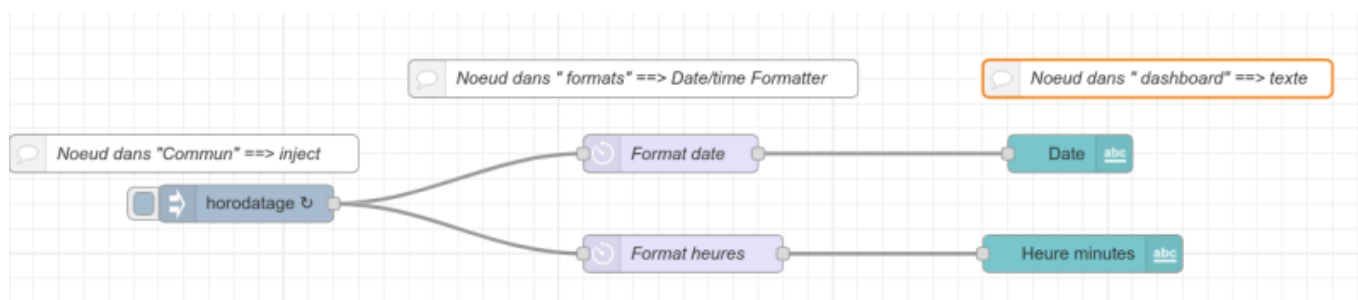 Noeud dans " formats" ==> Date/time Formatter
Noeud dans " dashboard" ==> texte
Noeud dans "Commun" ==> inject
Format date
Date abc
horodatage ↻
Format heures
Heure minutes abc